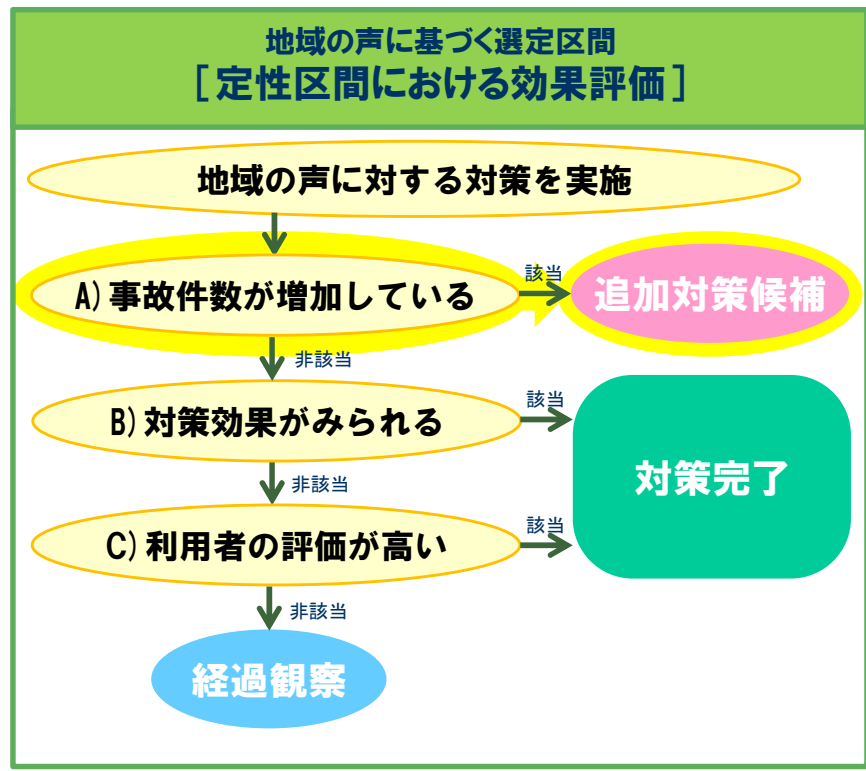 地域の声に基づく選定区間
［定性区間における効果評価］
地域の声に対する対策を実施
A)事故件数が増加している
該当
追加対策候補
非該当
B)対策効果がみられる
該当
対策完了
非該当
C)利用者の評価が高い
該当
非該当
経過観察